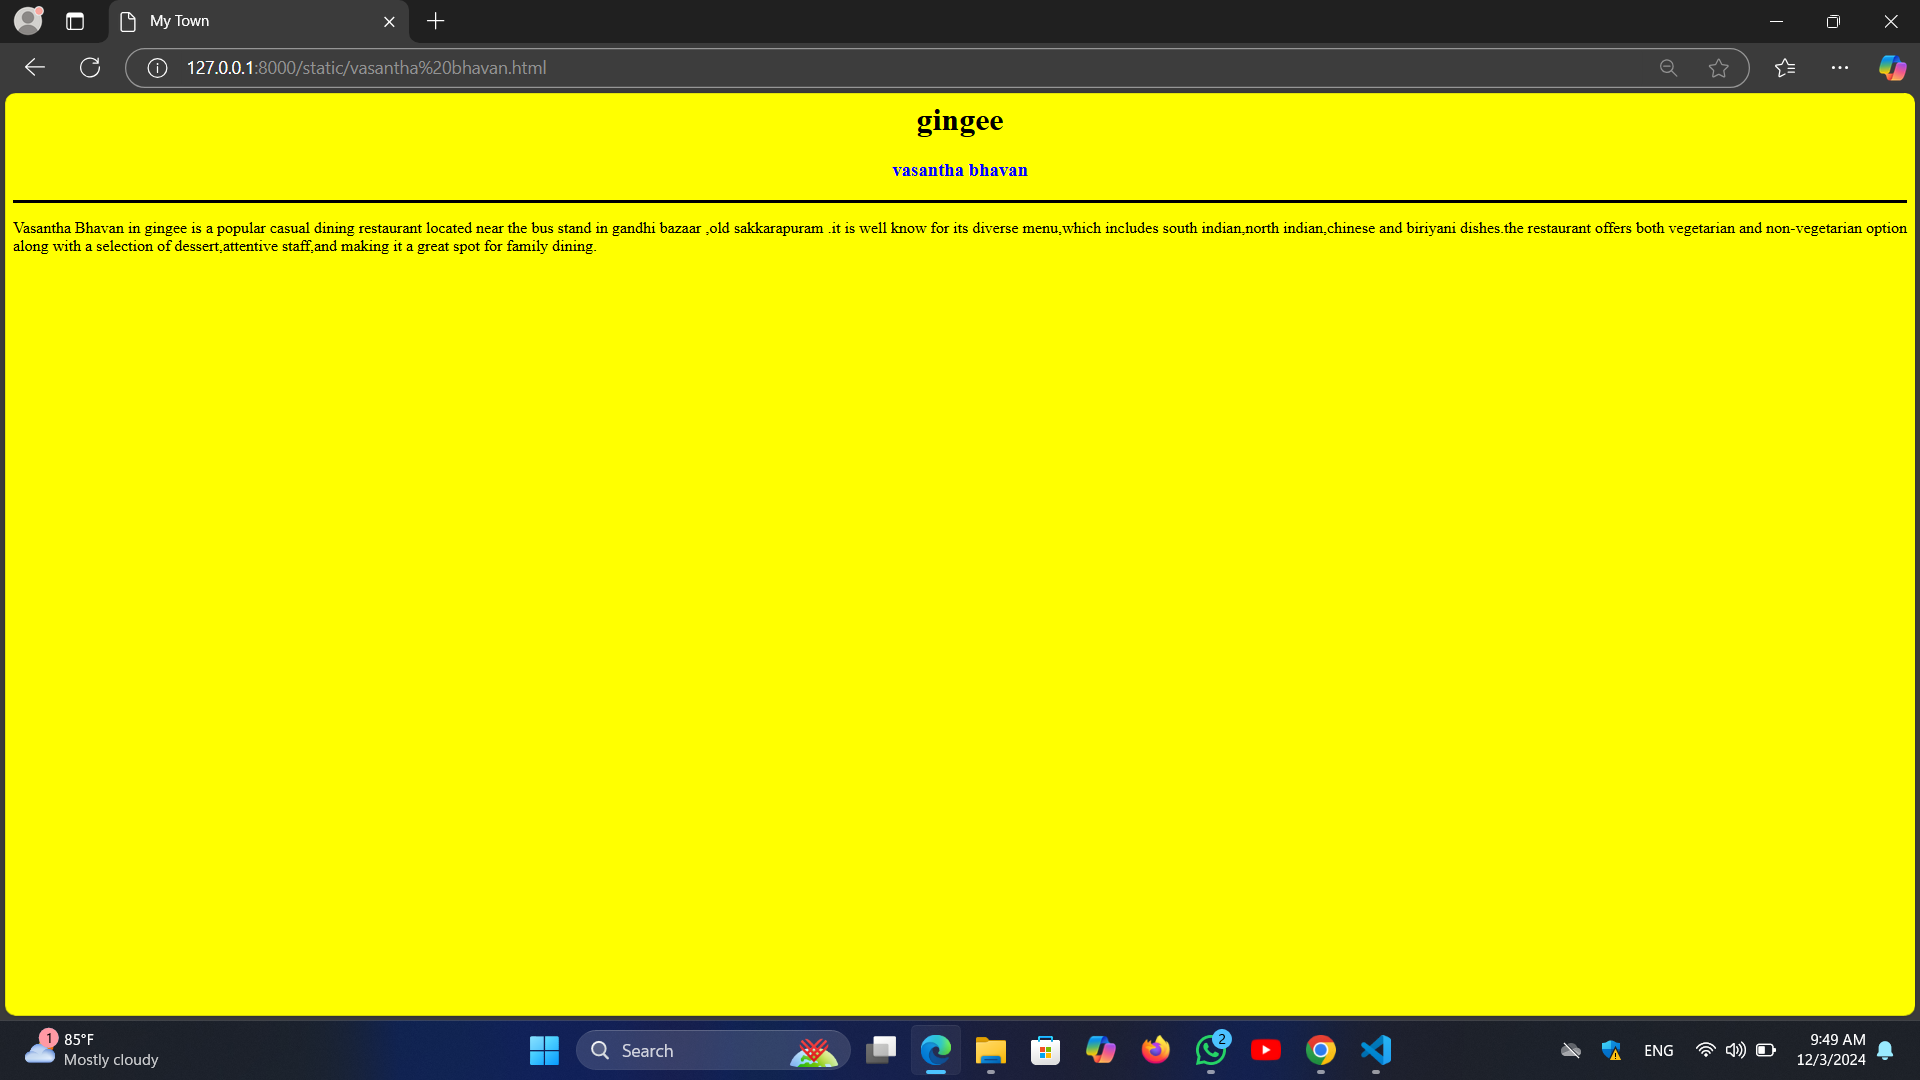 My Town
127.0.0.1:8000/static/vasantha%20bhavan.html
gingee
vasantha bhavan
Vasantha Bhavan in gingee is a popular casual dining restaurant located near the bus stand in gandhi bazaar ,old sakkarapuram .it is well know for its diverse menu,which includes south indian,north indian,chinese and biriyani dishes.the restaurant offers both vegetarian and non-vegetarian option
along with a selection of dessert,attentive staff,and making it a great spot for family dining.
1
85°F
Mostly cloudy
Search
2
ENG
9:49 AM
12/3/2024